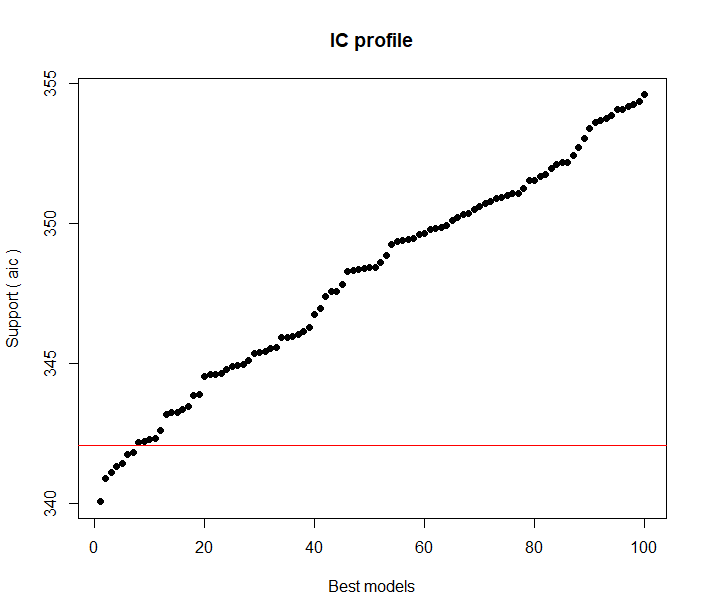 IC profile
355
350
345
340
Support ( aic )
0 20 40 60 80 100
Best models